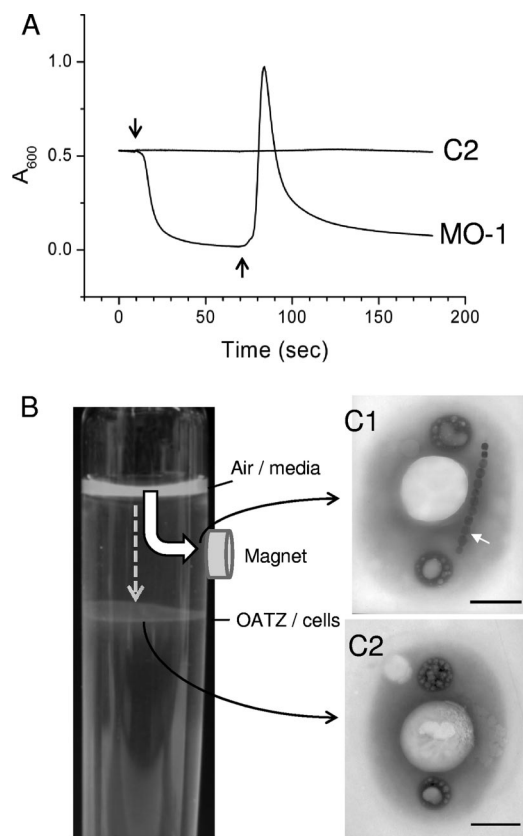 A
1.0
0.5
0.0
A600
C2
MO-1
0 50 100 150 200
Time (sec)
B
Air / media
Magnet
OATZ / cells
C1
C2